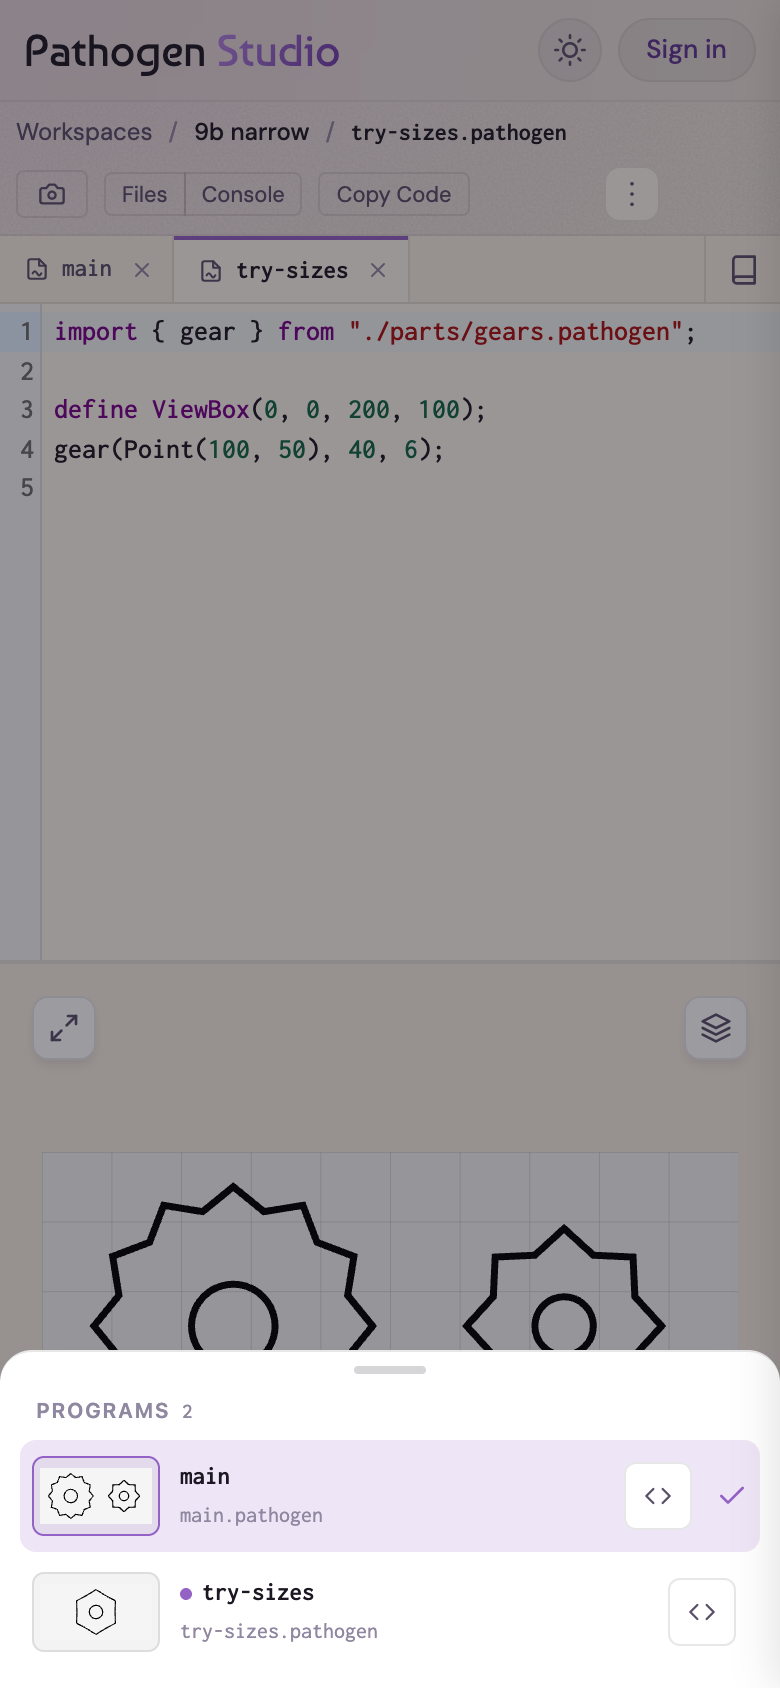 Pathogen Studio
Sign in
Workspaces / 9b narrow / try-sizes.pathogen
Files Console Copy Code
main try-sizes
1 import { gear } from "./parts/gears.pathogen";
2
3 define ViewBox(0, 0, 200, 100);
4 gear(Point(100, 50), 40, 6);
5
PROGRAMS 2
main
main.pathogen
try-sizes
try-sizes.pathogen